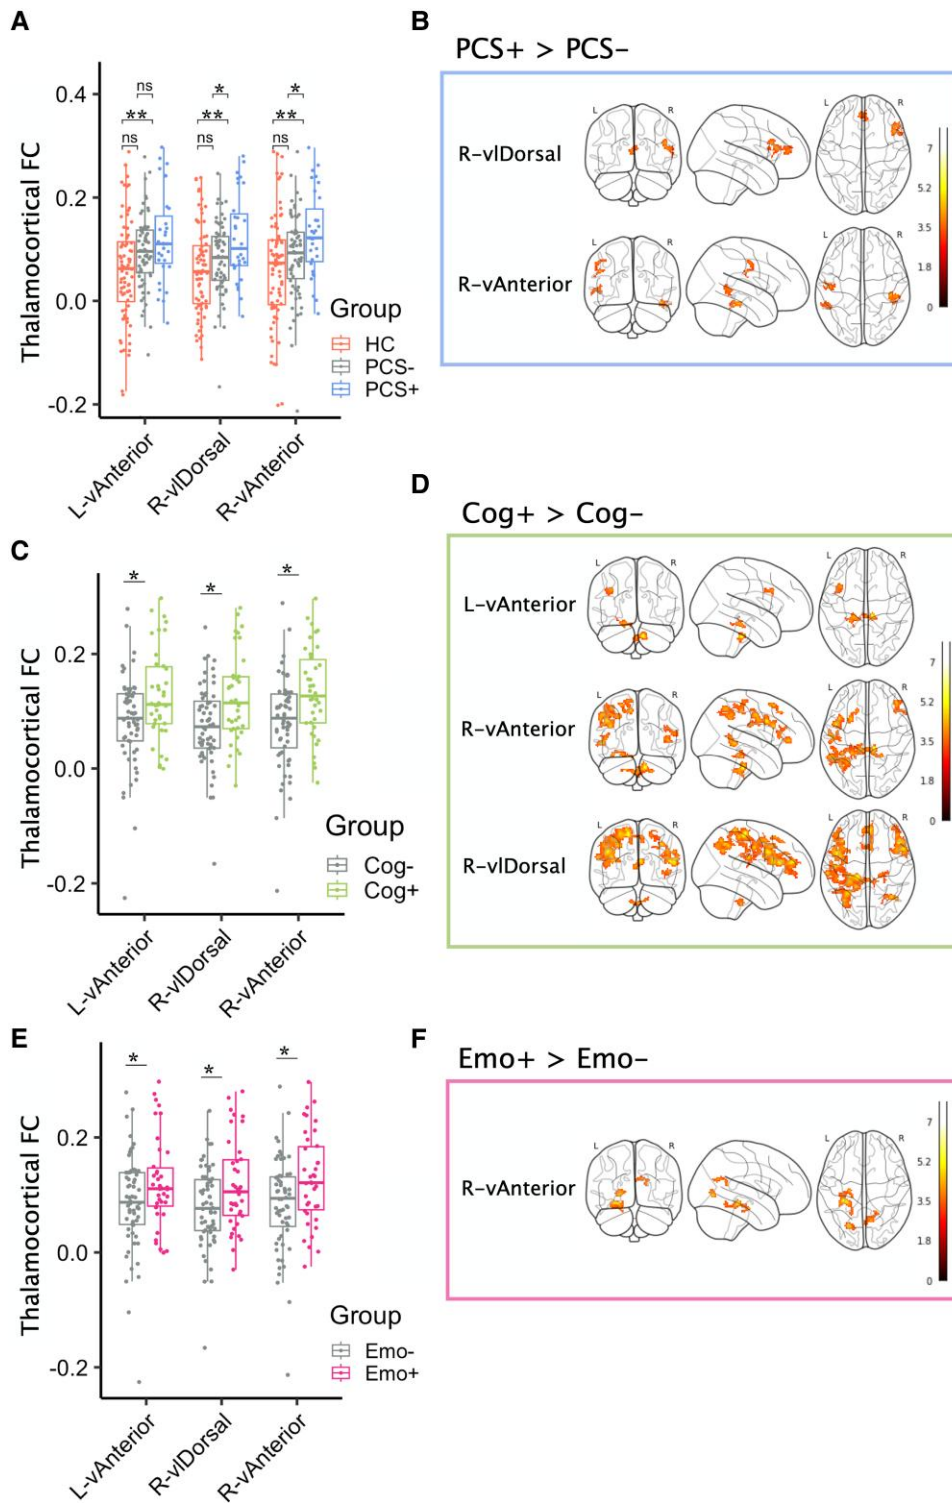 A
Thalamocortical FC
0.4
0.2
0.0
-0.2
ns
**
ns
*
**
ns
*
**
ns
Group
HC
PCS-
PCS+
L-vAnterior
R-vlDorsal
R-vAnterior
B
PCS+ > PCS-
R-vlDorsal
L R L R
R-vAnterior
L R L R
7
5.2
3.5
1.8
0
C
Thalamocortical FC
0.2
0.0
-0.2
* * *
Group
Cog-
Cog+
L-vAnterior
R-vlDorsal
R-vAnterior
D
Cog+ > Cog-
L-vAnterior
L R L R
R-vAnterior
L R L R
R-vlDorsal
L R L R
7
5.2
3.5
1.8
0
E
Thalamocortical FC
0.2
0.0
-0.2
* * *
Group
Emo-
Emo+
L-vAnterior
R-vlDorsal
R-vAnterior
F
Emo+ > Emo-
R-vAnterior
L R L R
7
5.2
3.5
1.8
0